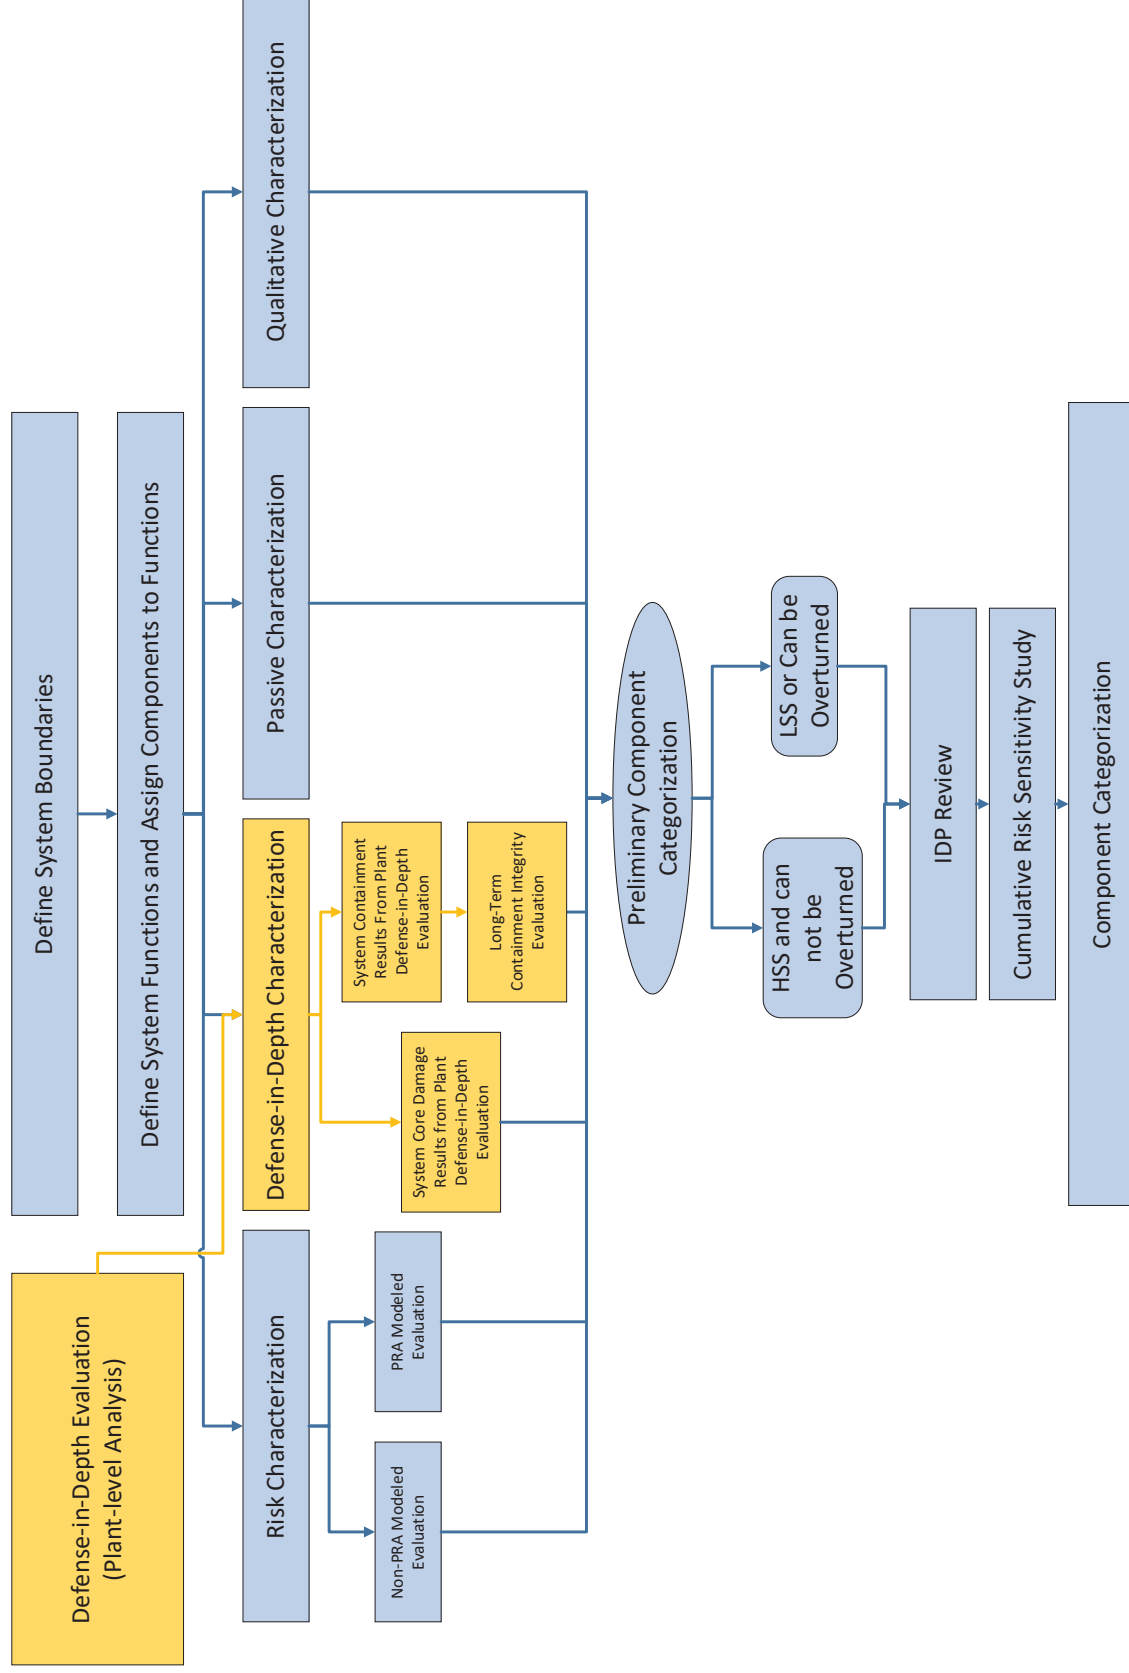 Defense-in-Depth Evaluation
(Plant-level Analysis)
Define System Boundaries
Define System Functions and Assign Components to Functions
Risk Characterization
Defense-in-Depth Characterization
Passive Characterization
Qualitative Characterization
Non-PRA Modeled
Evaluation
PRA Modeled
Evaluation
System Core Damage
Results from Plant
Defense-in-Depth
Evaluation
System Containment
Results From Plant
Defense-in-Depth
Evaluation
Long-Term
Containment Integrity
Evaluation
Preliminary Component
Categorization
HSS and can
not be
Overturned
LSS or Can be
Overturned
IDP Review
Cumulative Risk Sensitivity Study
Component Categorization